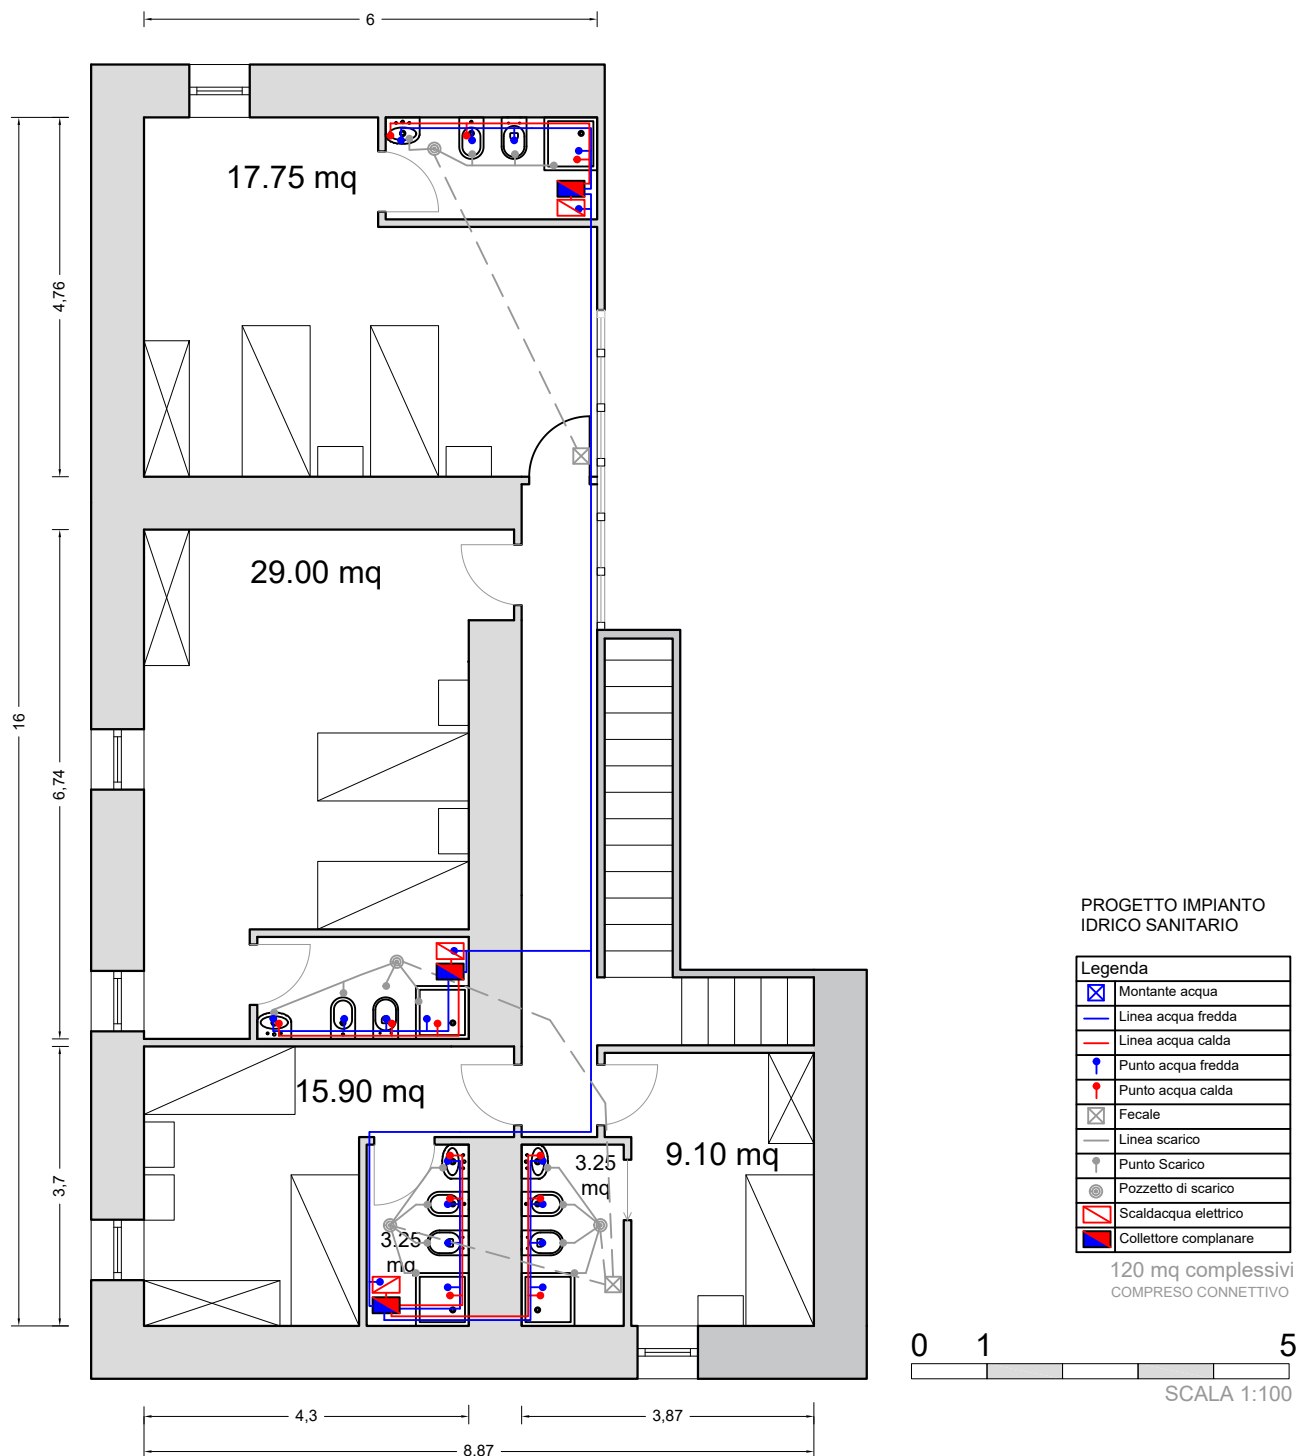 6
17.75 mq
4,76
29.00 mq
16
6,74
15.90 mq
9.10 mq
3.25
mq
3.25
mq
3,7
4,3
3,87
8,87
PROGETTO IMPIANTO
IDRICO SANITARIO
Legenda
Montante acqua
Linea acqua fredda
Linea acqua calda
Punto acqua fredda
Punto acqua calda
Fecale
Linea scarico
Punto Scarico
Pozzetto di scarico
Scaldacqua elettrico
Collettore complanare
120 mq complessivi
COMPRESO CONNETTIVO
0 1 5
SCALA 1:100